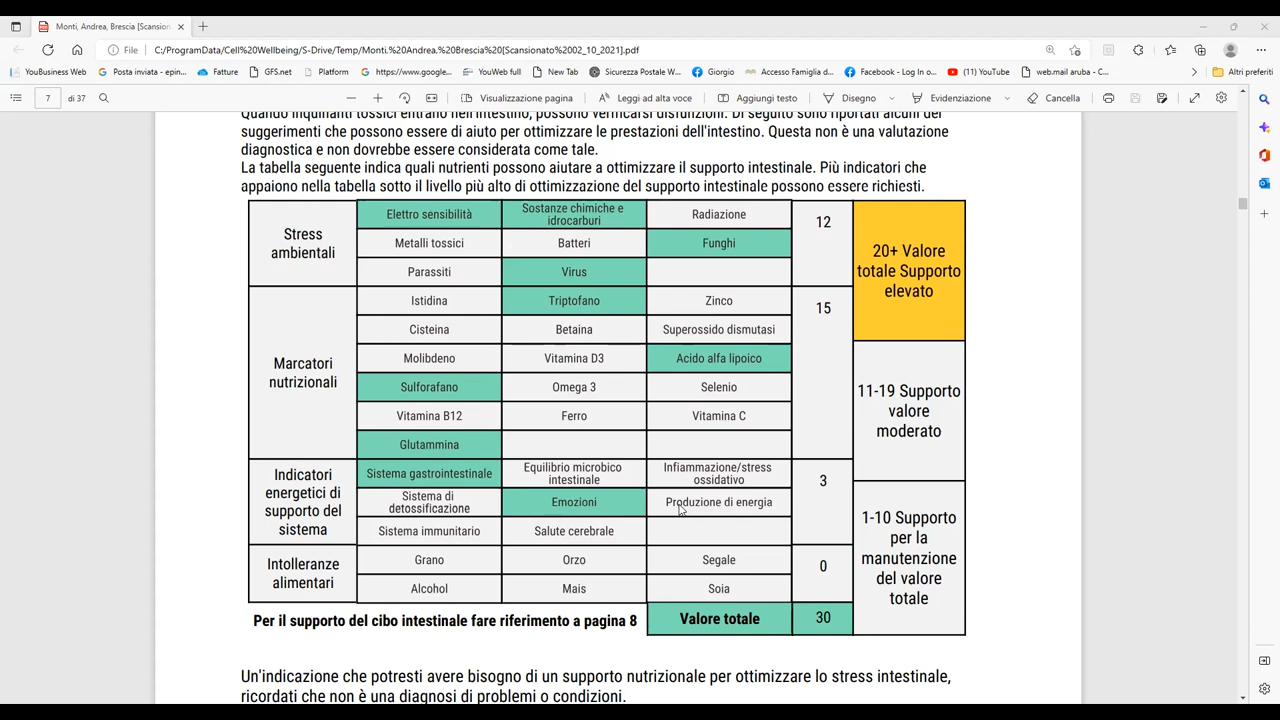 Monti, Andrea, Brescia [Scansion
File
C:/ProgramData/Cell%20Wellbeing/S-Drive/Temp/Monti.%20Andrea.%20Brescia%20[Scansionato%2002_10_2021].pdf
YouBusiness Web
Posta inviata - epin...
Fatture
GFS.net
Platform
https://www.google...
YouWeb full
New Tab
Sicurezza Postale W...
Giorgio
Accesso Famiglia d...
Facebook - Log In o...
(11) YouTube
web.mail aruba - C...
Altri preferiti
7 di 37
Visualizzazione pagina
Leggi ad alta voce
Aggiungi testo
Disegno
Evidenziazione
Cancella
Quando inquinanti tossici entrano nell'intestino, possono verificarsi disfunzioni. Di seguito sono riportati alcuni dei
suggerimenti che possono essere di aiuto per ottimizzare le prestazioni dell'intestino. Questa non è una valutazione
diagnostica e non dovrebbe essere considerata come tale.
La tabella seguente indica quali nutrienti possono aiutare a ottimizzare il supporto intestinale. Più indicatori che
appaiono nella tabella sotto il livello più alto di ottimizzazione del supporto intestinale possono essere richiesti.
Stress
ambientali
Elettro sensibilità
Sostanze chimiche e
idrocarburi
Radiazione
12
Metalli tossici
Batteri
Funghi
Parassiti
Virus
20+ Valore
totale Supporto
elevato
Marcatori
nutrizionali
Istidina
Triptofano
Zinco
15
Cisteina
Betaina
Superossido dismutasi
Molibdeno
Vitamina D3
Acido alfa lipoico
Sulforafano
Omega 3
Selenio
Vitamina B12
Ferro
Vitamina C
Glutammina
11-19 Supporto
valore
moderato
Indicatori
energetici di
supporto del
sistema
Sistema gastrointestinale
Equilibrio microbico
intestinale
Infiammazione/stress
ossidativo
3
Sistema di
detossificazione
Emozioni
Produzione di energia
Sistema immunitario
Salute cerebrale
Intolleranze
alimentari
Grano
Orzo
Segale
0
Alcohol
Mais
Soia
1-10 Supporto
per la
manutenzione
del valore
totale
Per il supporto del cibo intestinale fare riferimento a pagina 8
Valore totale
30
Un'indicazione che potresti avere bisogno di un supporto nutrizionale per ottimizzare lo stress intestinale,
ricordati che non è una diagnosi di problemi o condizioni.